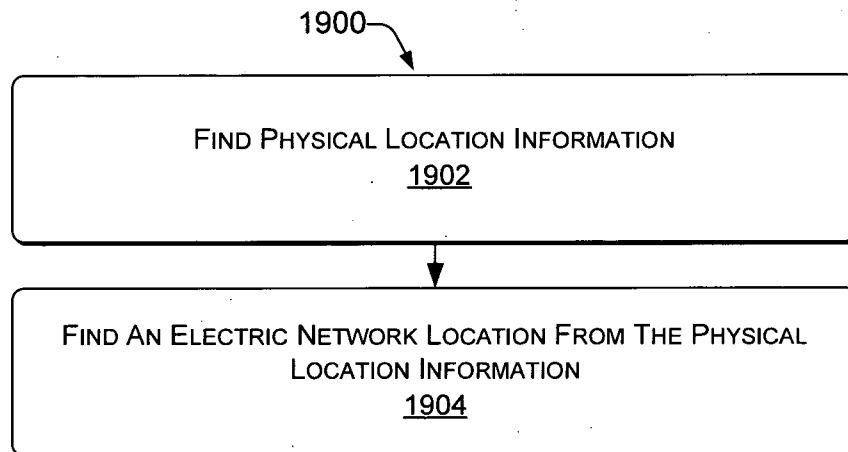 1900
FIND PHYSICAL LOCATION INFORMATION
1902
FIND AN ELECTRIC NETWORK LOCATION FROM THE PHYSICAL
LOCATION INFORMATION
1904